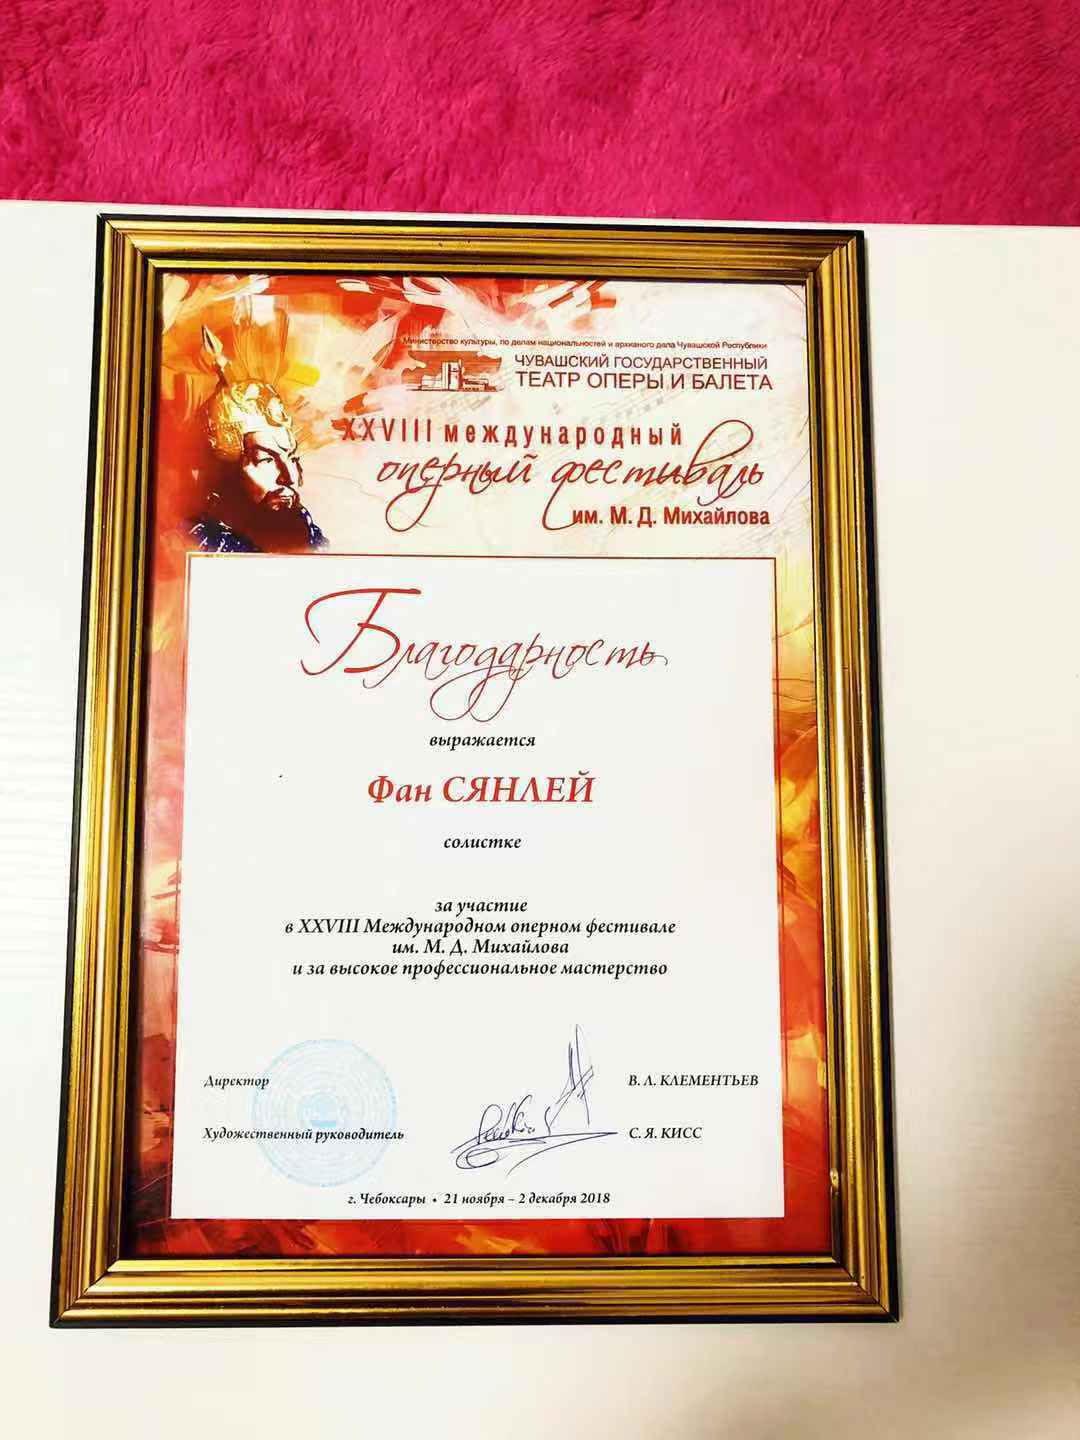 Министерство культуры, по делам национальностей и архивного дела Чувашской Республики
ЧУВАШСКИЙ ГОСУДАРСТВЕННЫЙ
ТЕАТР ОПЕРЫ И БАЛЕТА
XXVIII международный
оперный фестиваль
им. М. Д. Михайлова
Благодарность
выражается
Фан СЯНЛЕЙ
солистке
за участие
в XXVIII Международном оперном фестивале
им. М. Д. Михайлова
и за высокое профессиональное мастерство
Директор
В. Л. КЛЕМЕНТЬЕВ
Художественный руководитель
С. Я. КИСС
г. Чебоксары • 21 ноября – 2 декабря 2018